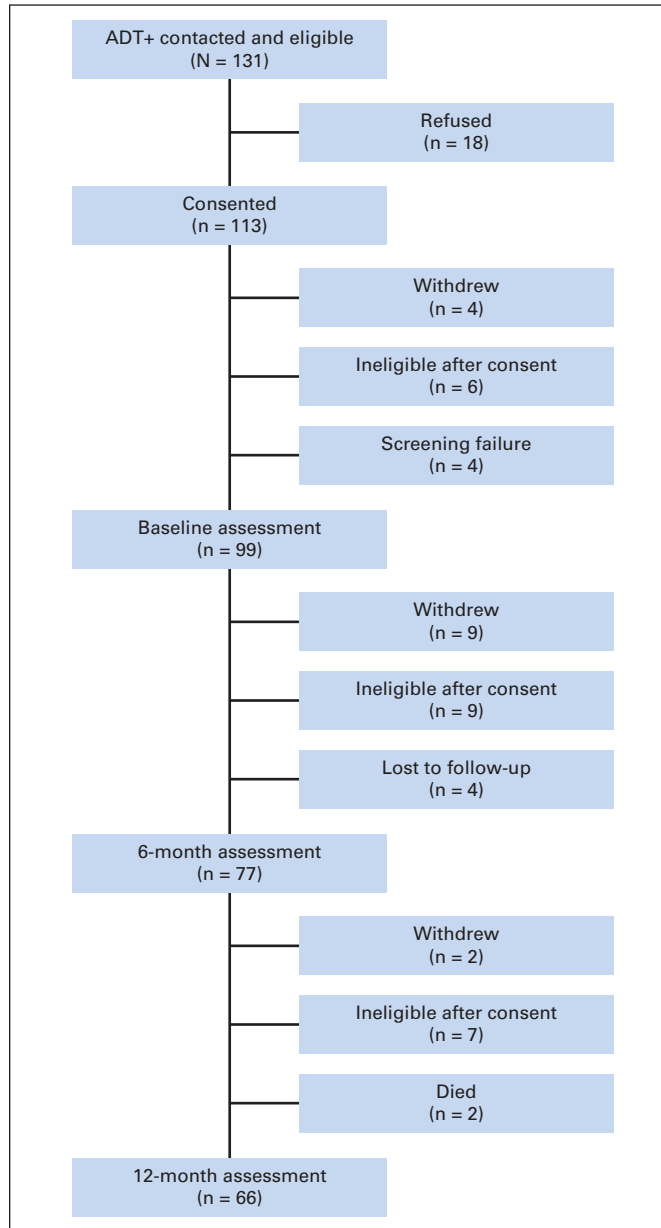 ADT+ contacted and eligible
(N = 131)
Refused
(n = 18)
Consented
(n = 113)
Withdrew
(n = 4)
Ineligible after consent
(n = 6)
Screening failure
(n = 4)
Baseline assessment
(n = 99)
Withdrew
(n = 9)
Ineligible after consent
(n = 9)
Lost to follow-up
(n = 4)
6-month assessment
(n = 77)
Withdrew
(n = 2)
Ineligible after consent
(n = 7)
Died
(n = 2)
12-month assessment
(n = 66)